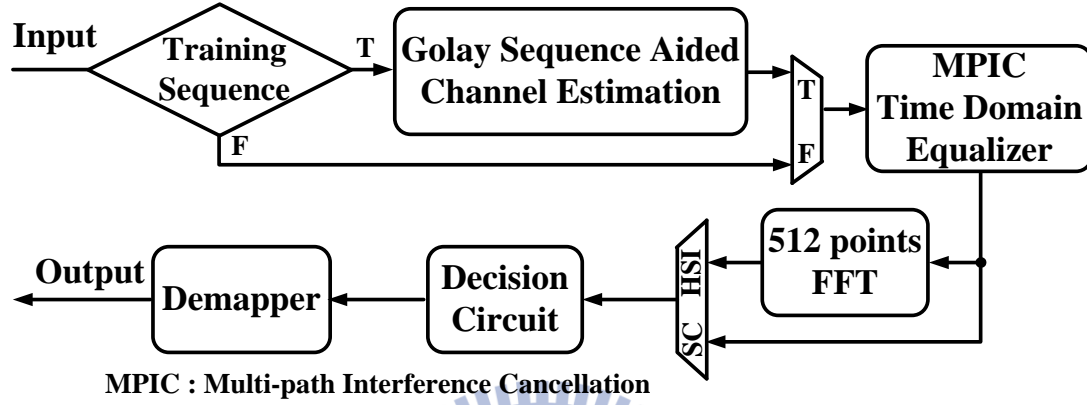 Input
Training
Sequence
T
F
Golay Sequence Aided
Channel Estimation
T
F
MPIC
Time Domain
Equalizer
512 points
FFT
HSI
SC
Decision
Circuit
Demapper
Output
MPIC : Multi-path Interference Cancellation